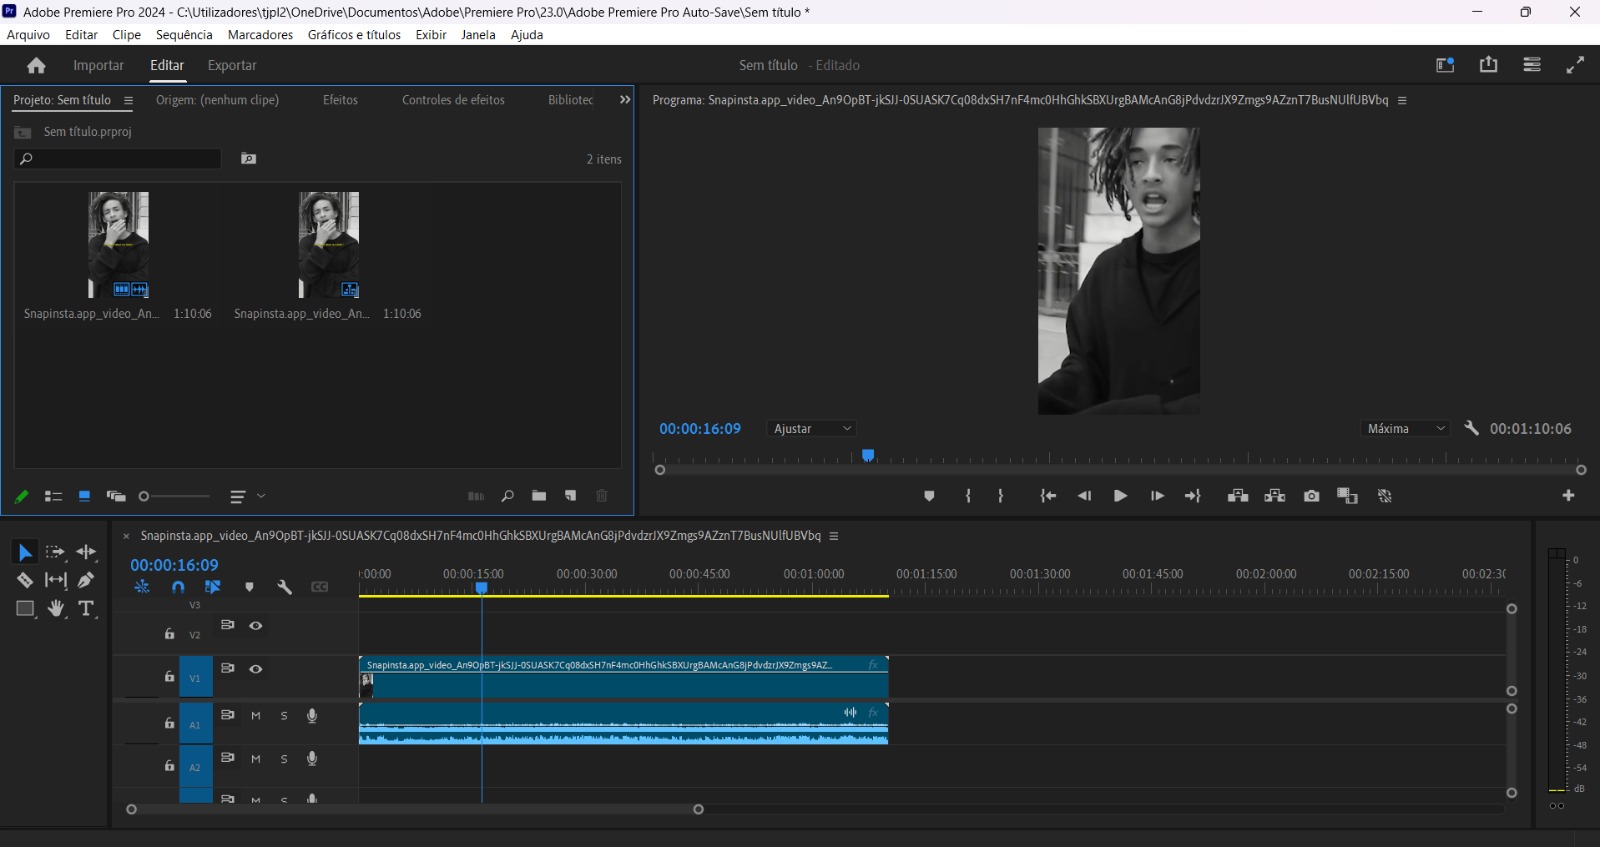 Pr Adobe Premiere Pro 2024 - C:\Utilizadores\tjpl2\OneDrive\Documentos\Adobe\Premiere Pro\23.0\Adobe Premiere Pro Auto-Save\Sem título *
Arquivo Editar Clipe Sequência Marcadores Gráficos e títulos Exibir Janela Ajuda
Importar Editar Exportar Sem título - Editado
Projeto: Sem título Origem: (nenhum clipe) Efeitos Controles de efeitos Bibliotec
Programa: Snapinsta.app_video_An9OpBT-jkSJJ-0SUASK7Cq08dxSH7nF4mc0HhGhkSBXUrgBAMcAnG8jPdvdzrJX9Zmgs9AZznT7BusNUlfUBVbq
Sem título.prproj
2 itens
Snapinsta.app_video_An... 1:10:06 Snapinsta.app_video_An... 1:10:06
00:00:16:09 Ajustar Máxima 00:01:10:06
Snapinsta.app_video_An9OpBT-jkSJJ-0SUASK7Cq08dxSH7nF4mc0HhGhkSBXUrgBAMcAnG8jPdvdzrJX9Zmgs9AZznT7BusNUlfUBVbq
00:00:16:09
:00:00 00:00:15:00 00:00:30:00 00:00:45:00 00:01:00:00 00:01:15:00 00:01:30:00 00:01:45:00 00:02:00:00 00:02:15:00 00:02:30
CC
V3
V2
Snapinsta.app_video_An9OpBT-jkSJJ-0SUASK7Cq08dxSH7nF4mc0HhGhkSBXUrgBAMcAnG8jPdvdzrJX9Zmgs9AZ... fx
V1
A1 M S fx
A2 M S
M S
0
-6
-12
-18
-24
-30
-36
-42
-48
-54
dB